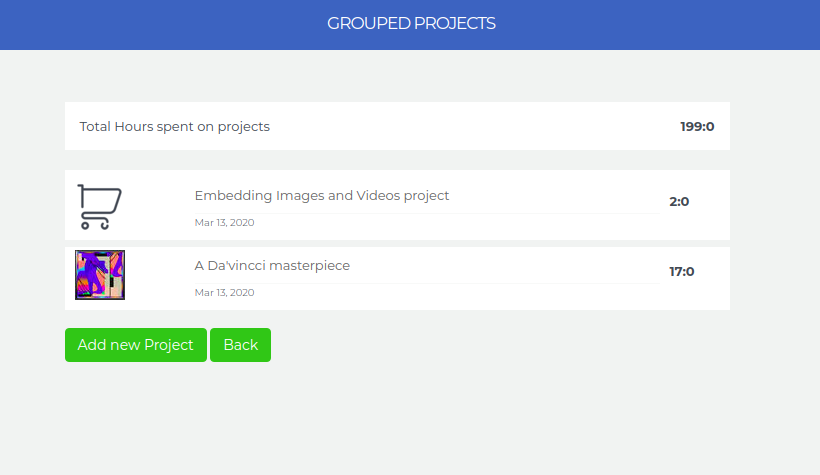 GROUPED PROJECTS
Total Hours spent on projects 199:0
Embedding Images and Videos project 2:0
Mar 13, 2020
A Da'vincci masterpiece 17:0
Mar 13, 2020
Add new Project Back